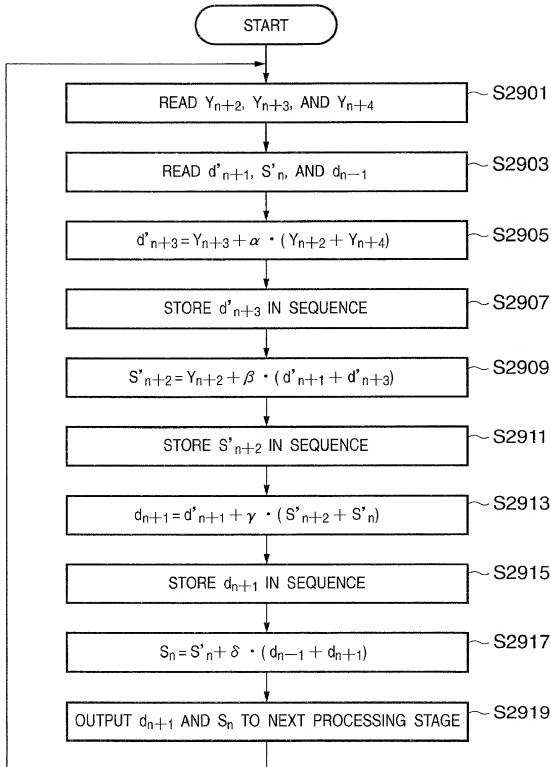 START
READ Yn+2, Yn+3, AND Yn+4
S2901
READ d'n+1, S'n, AND dn−1
S2903
d'n+3 = Yn+3 + α · (Yn+2 + Yn+4)
S2905
STORE d'n+3 IN SEQUENCE
S2907
S'n+2 = Yn+2 + β · (d'n+1 + d'n+3)
S2909
STORE S'n+2 IN SEQUENCE
S2911
dn+1 = d'n+1 + γ · (S'n+2 + S'n)
S2913
STORE dn+1 IN SEQUENCE
S2915
Sn = S'n + δ · (dn−1 + dn+1)
S2917
OUTPUT dn+1 AND Sn TO NEXT PROCESSING STAGE
S2919